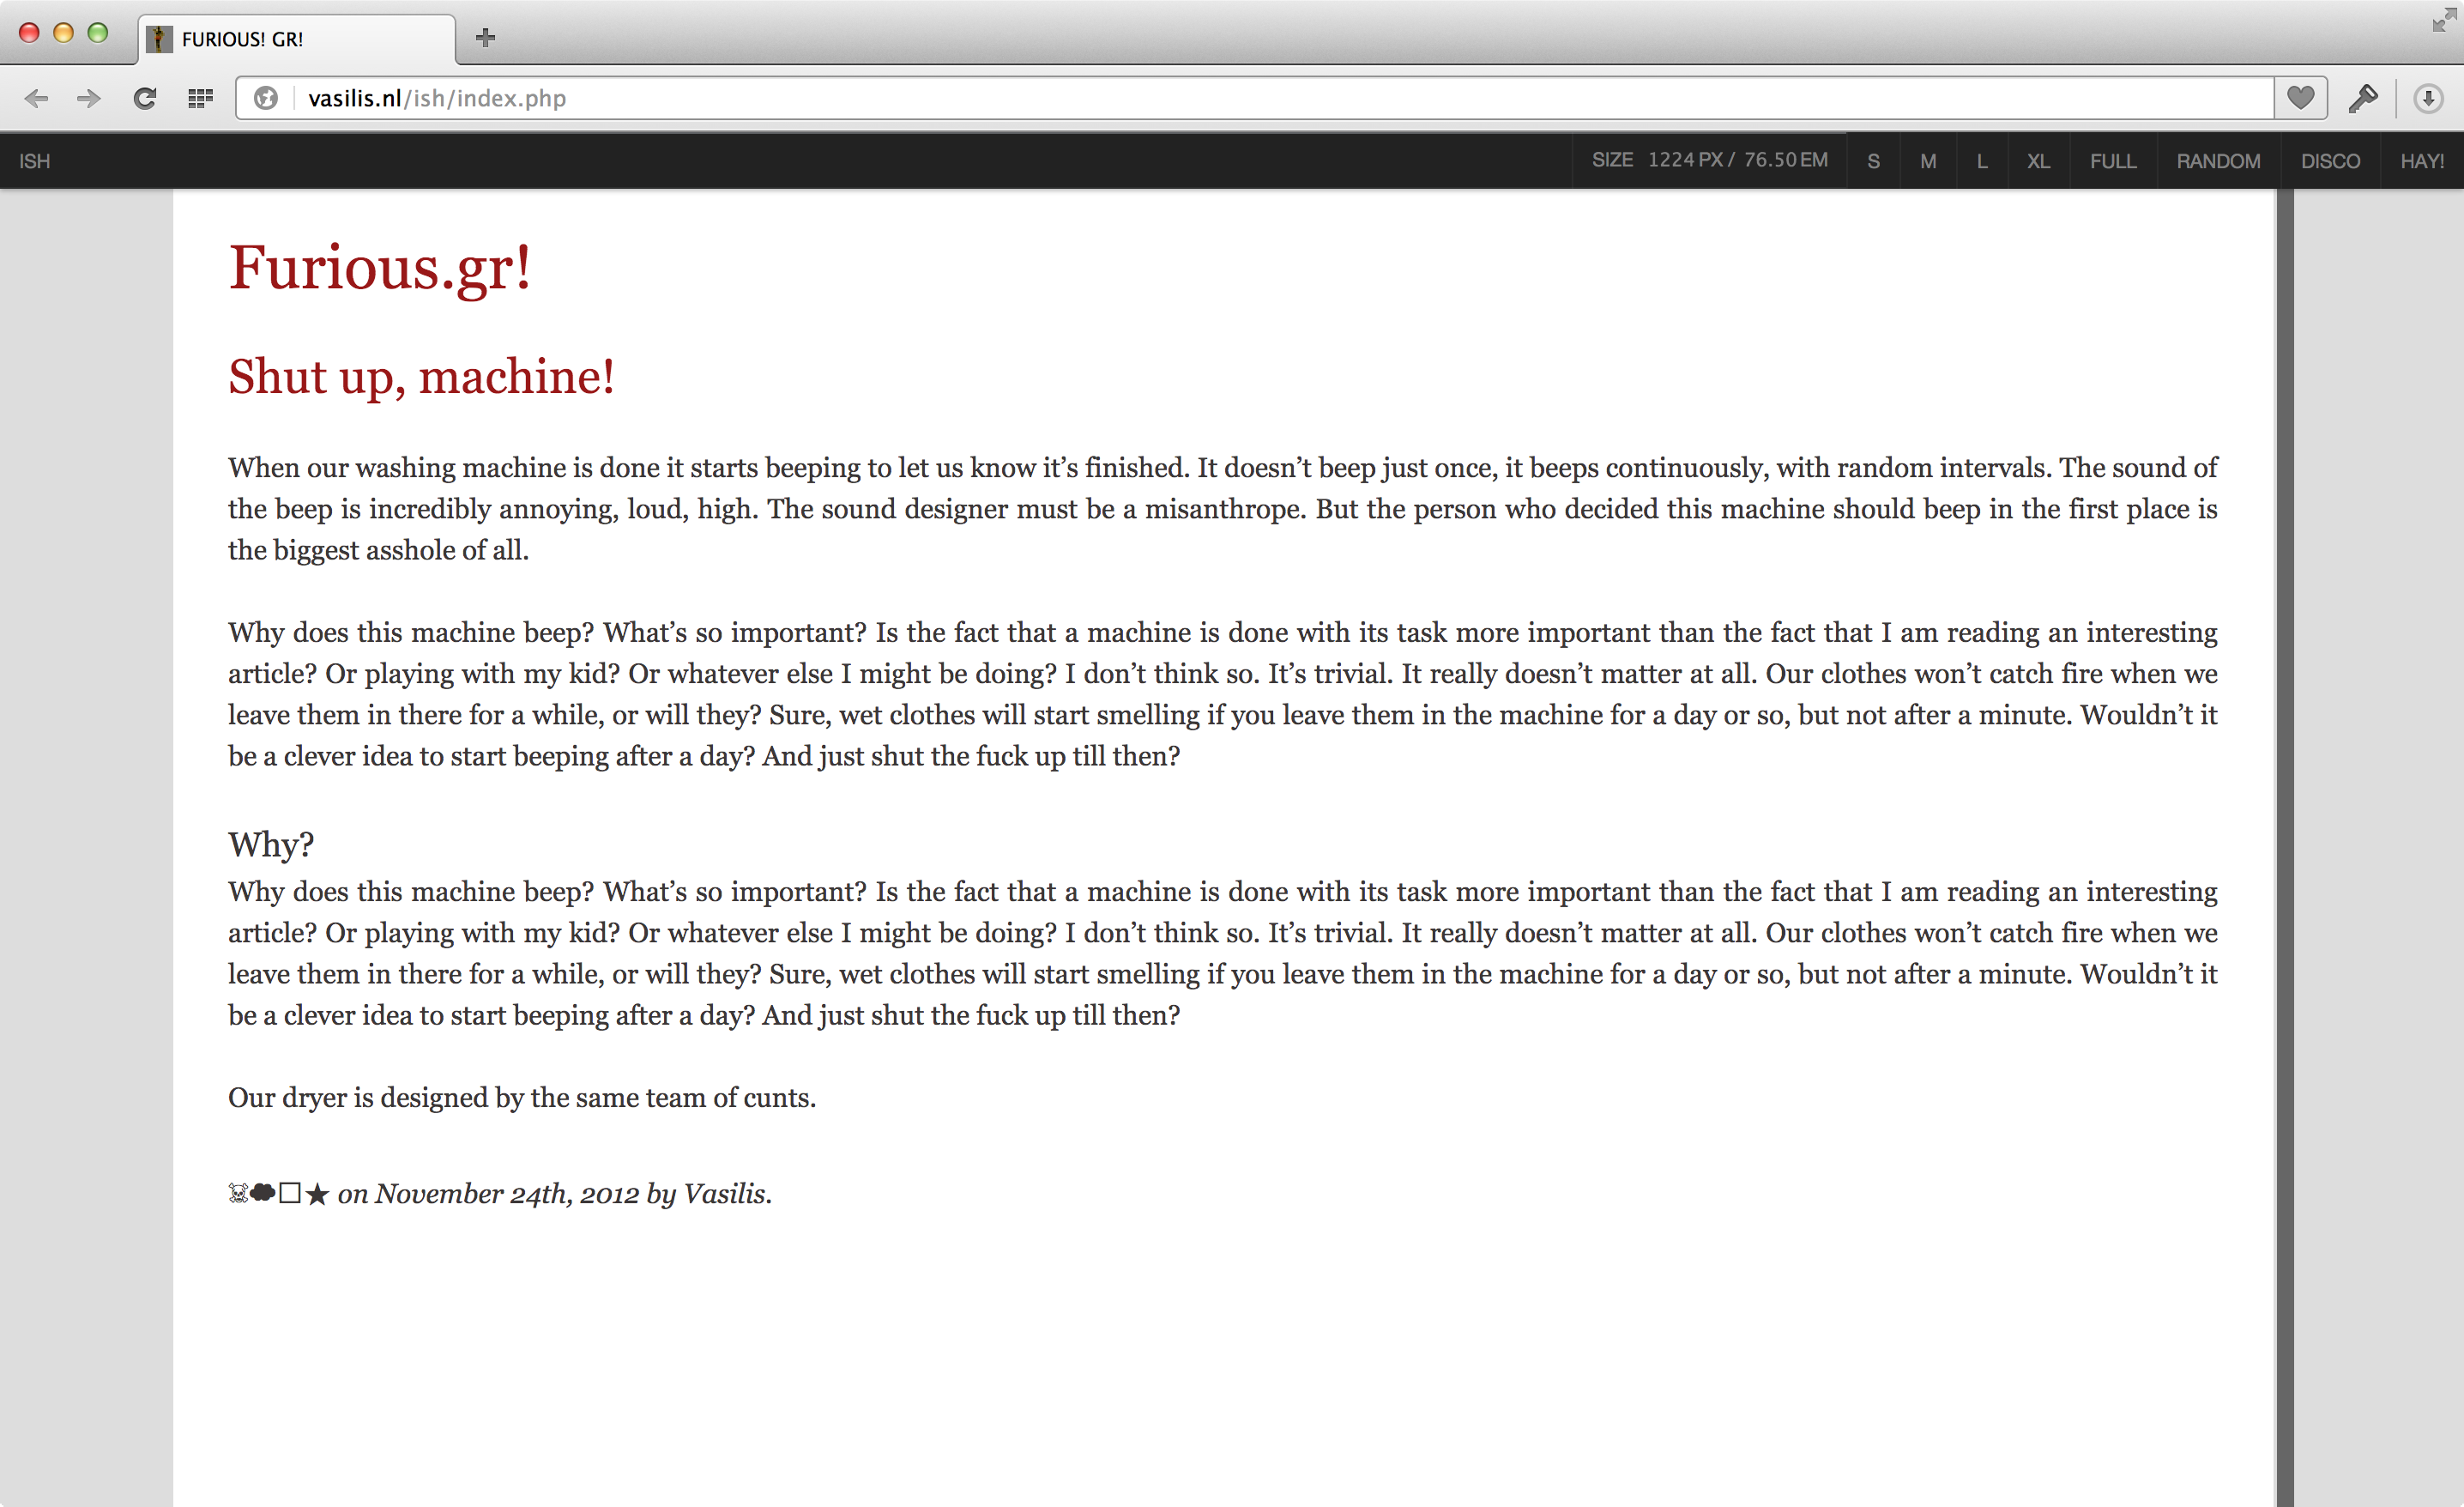 FURIOUS! GR!
vasilis.nl/ish/index.php
ISH SIZE 1224 PX / 76.50 EM S M L XL FULL RANDOM DISCO HAY!
Furious.gr!
Shut up, machine!
When our washing machine is done it starts beeping to let us know it’s finished. It doesn’t beep just once, it beeps continuously, with random intervals. The sound of
the beep is incredibly annoying, loud, high. The sound designer must be a misanthrope. But the person who decided this machine should beep in the first place is
the biggest asshole of all.
Why does this machine beep? What’s so important? Is the fact that a machine is done with its task more important than the fact that I am reading an interesting
article? Or playing with my kid? Or whatever else I might be doing? I don’t think so. It’s trivial. It really doesn’t matter at all. Our clothes won’t catch fire when we
leave them in there for a while, or will they? Sure, wet clothes will start smelling if you leave them in the machine for a day or so, but not after a minute. Wouldn’t it
be a clever idea to start beeping after a day? And just shut the fuck up till then?
Why?
Why does this machine beep? What’s so important? Is the fact that a machine is done with its task more important than the fact that I am reading an interesting
article? Or playing with my kid? Or whatever else I might be doing? I don’t think so. It’s trivial. It really doesn’t matter at all. Our clothes won’t catch fire when we
leave them in there for a while, or will they? Sure, wet clothes will start smelling if you leave them in the machine for a day or so, but not after a minute. Wouldn’t it
be a clever idea to start beeping after a day? And just shut the fuck up till then?
Our dryer is designed by the same team of cunts.
☠☁☐★ on November 24th, 2012 by Vasilis.